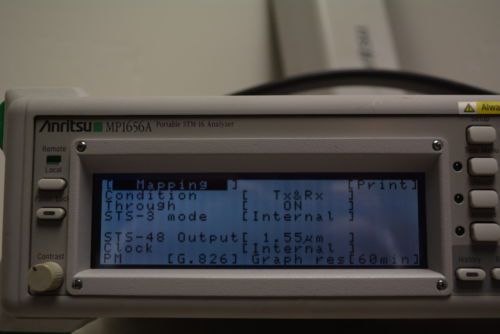 Anritsu MP1656A Portable STM-16 Analyzer
Alwa
Remote
Local
Contrast
History
[ Mapping ] [Print]
Condition [ Tx&Rx ]
Through [ ON ]
STS-3 mode [Internal ]
STS-48 Output[ 1.55μm ]
Clock [Internal ]
PM [G.826] Graph res[60min]